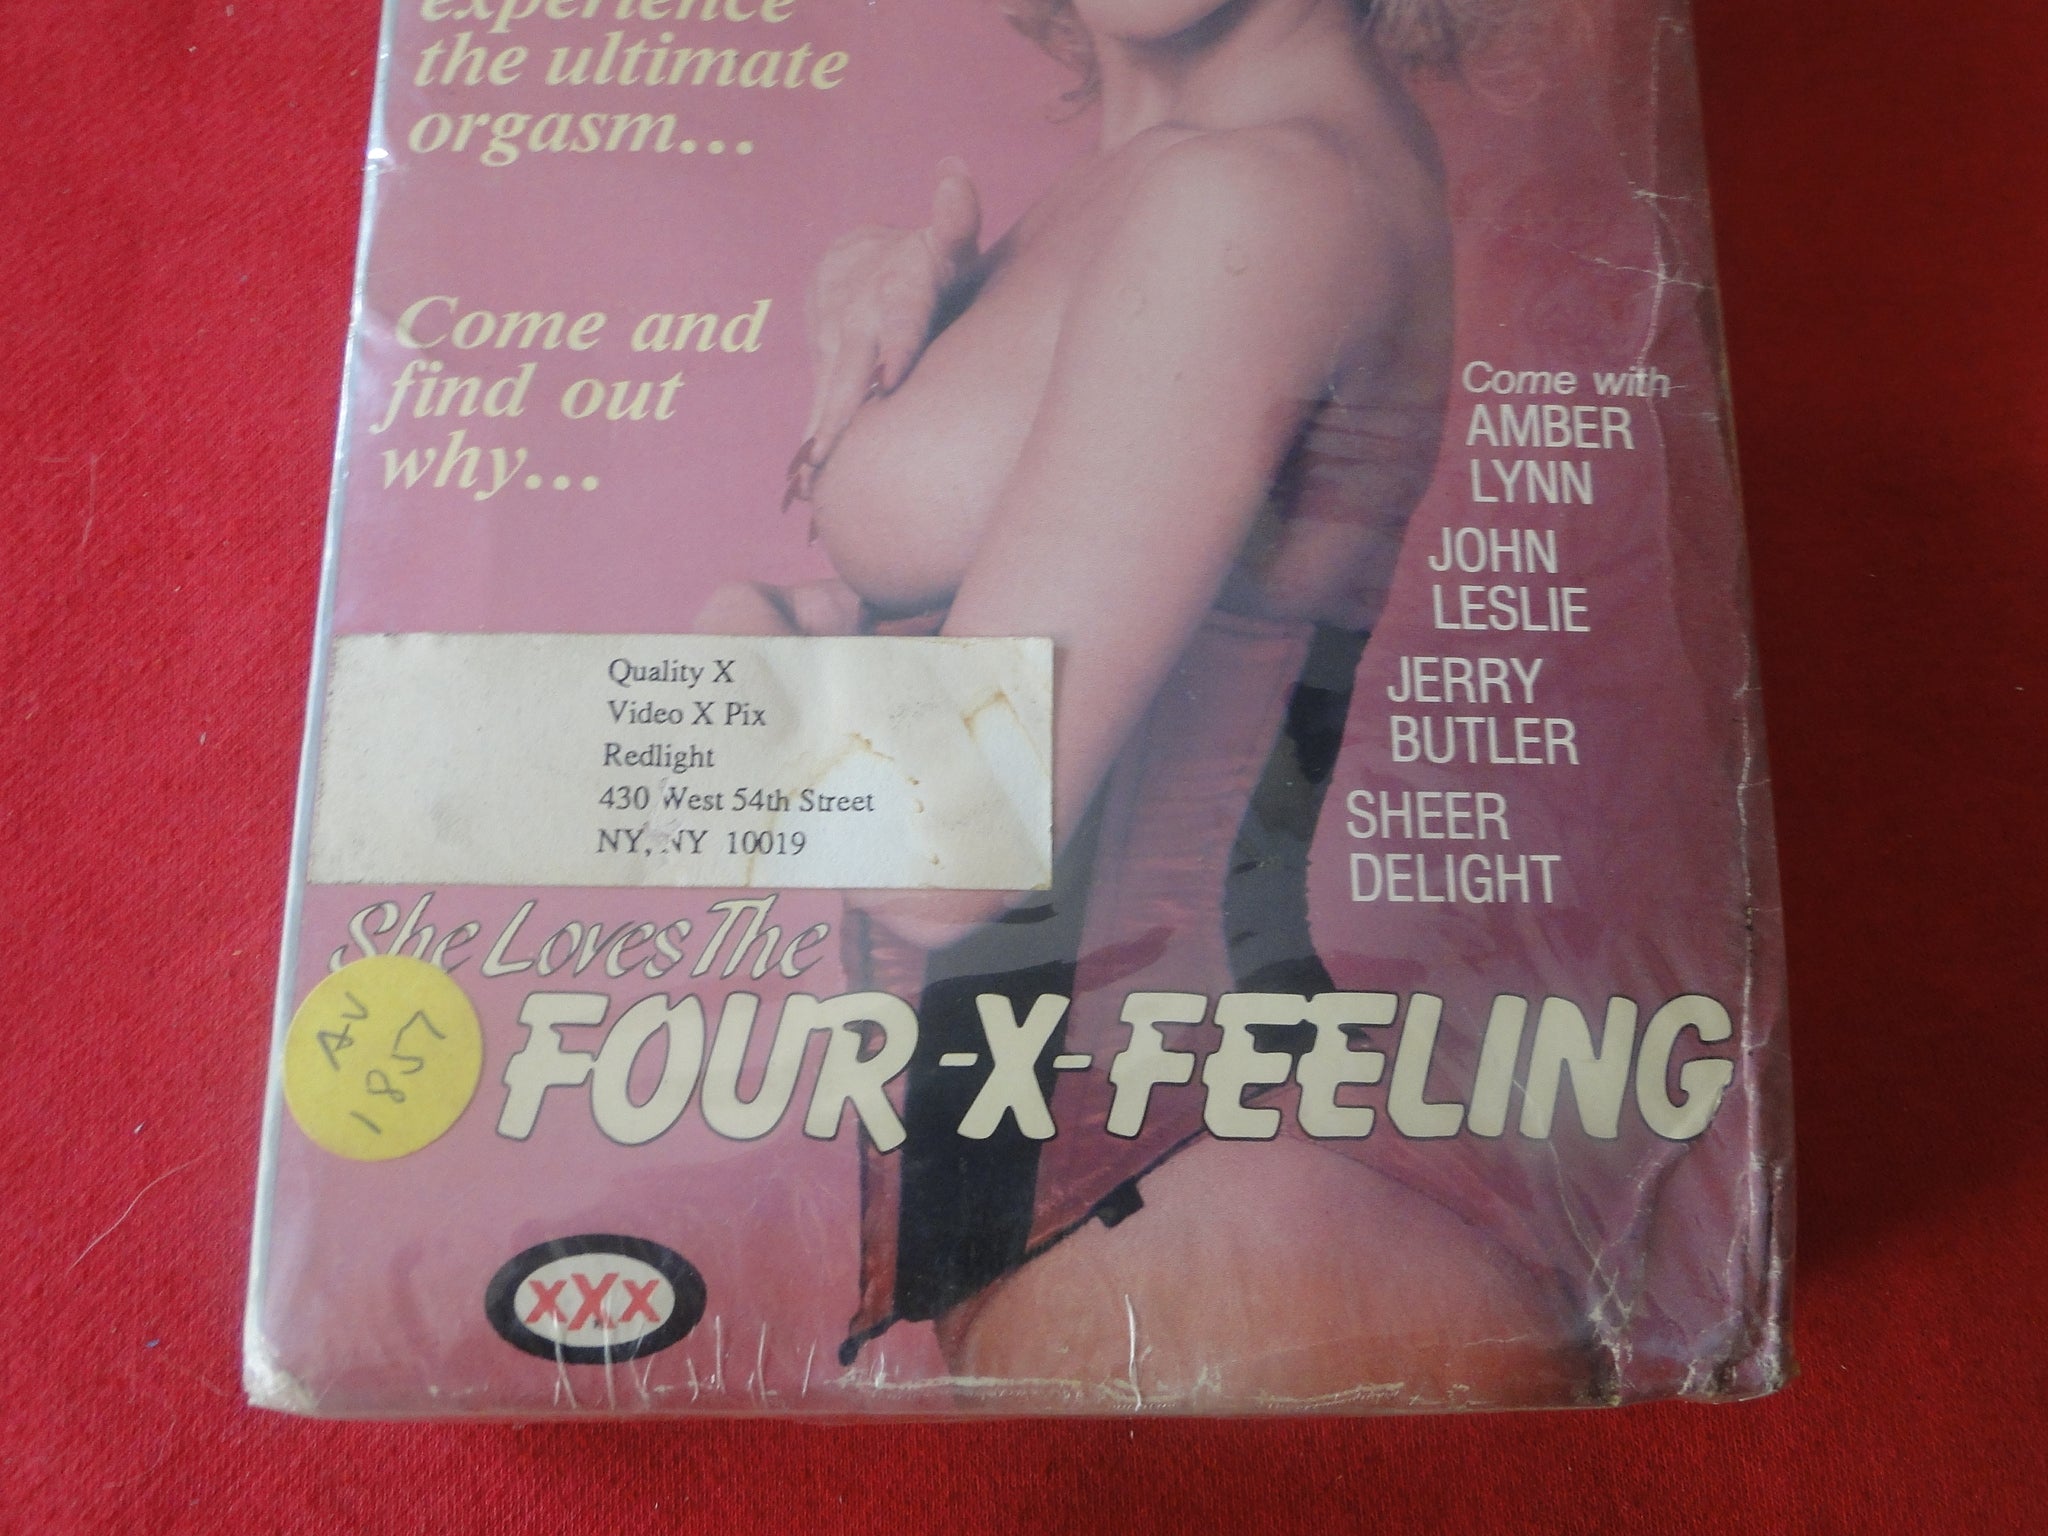 experience
the ultimate
orgasm...
Come and
find out
why...
Come with
AMBER
LYNN
JOHN
LESLIE
JERRY
BUTLER
SHEER
DELIGHT
Quality X
Video X Pix
Redlight
430 West 54th Street
NY, NY 10019
She Loves The
FOUR-X-FEELING
AV
1857
XXX